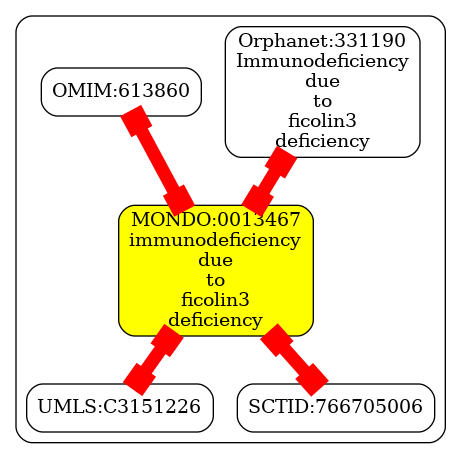 OMIM:613860
Orphanet:331190
Immunodeficiency
due
to
ficolin3
deficiency
MONDO:0013467
immunodeficiency
due
to
ficolin3
deficiency
UMLS:C3151226
SCTID:766705006